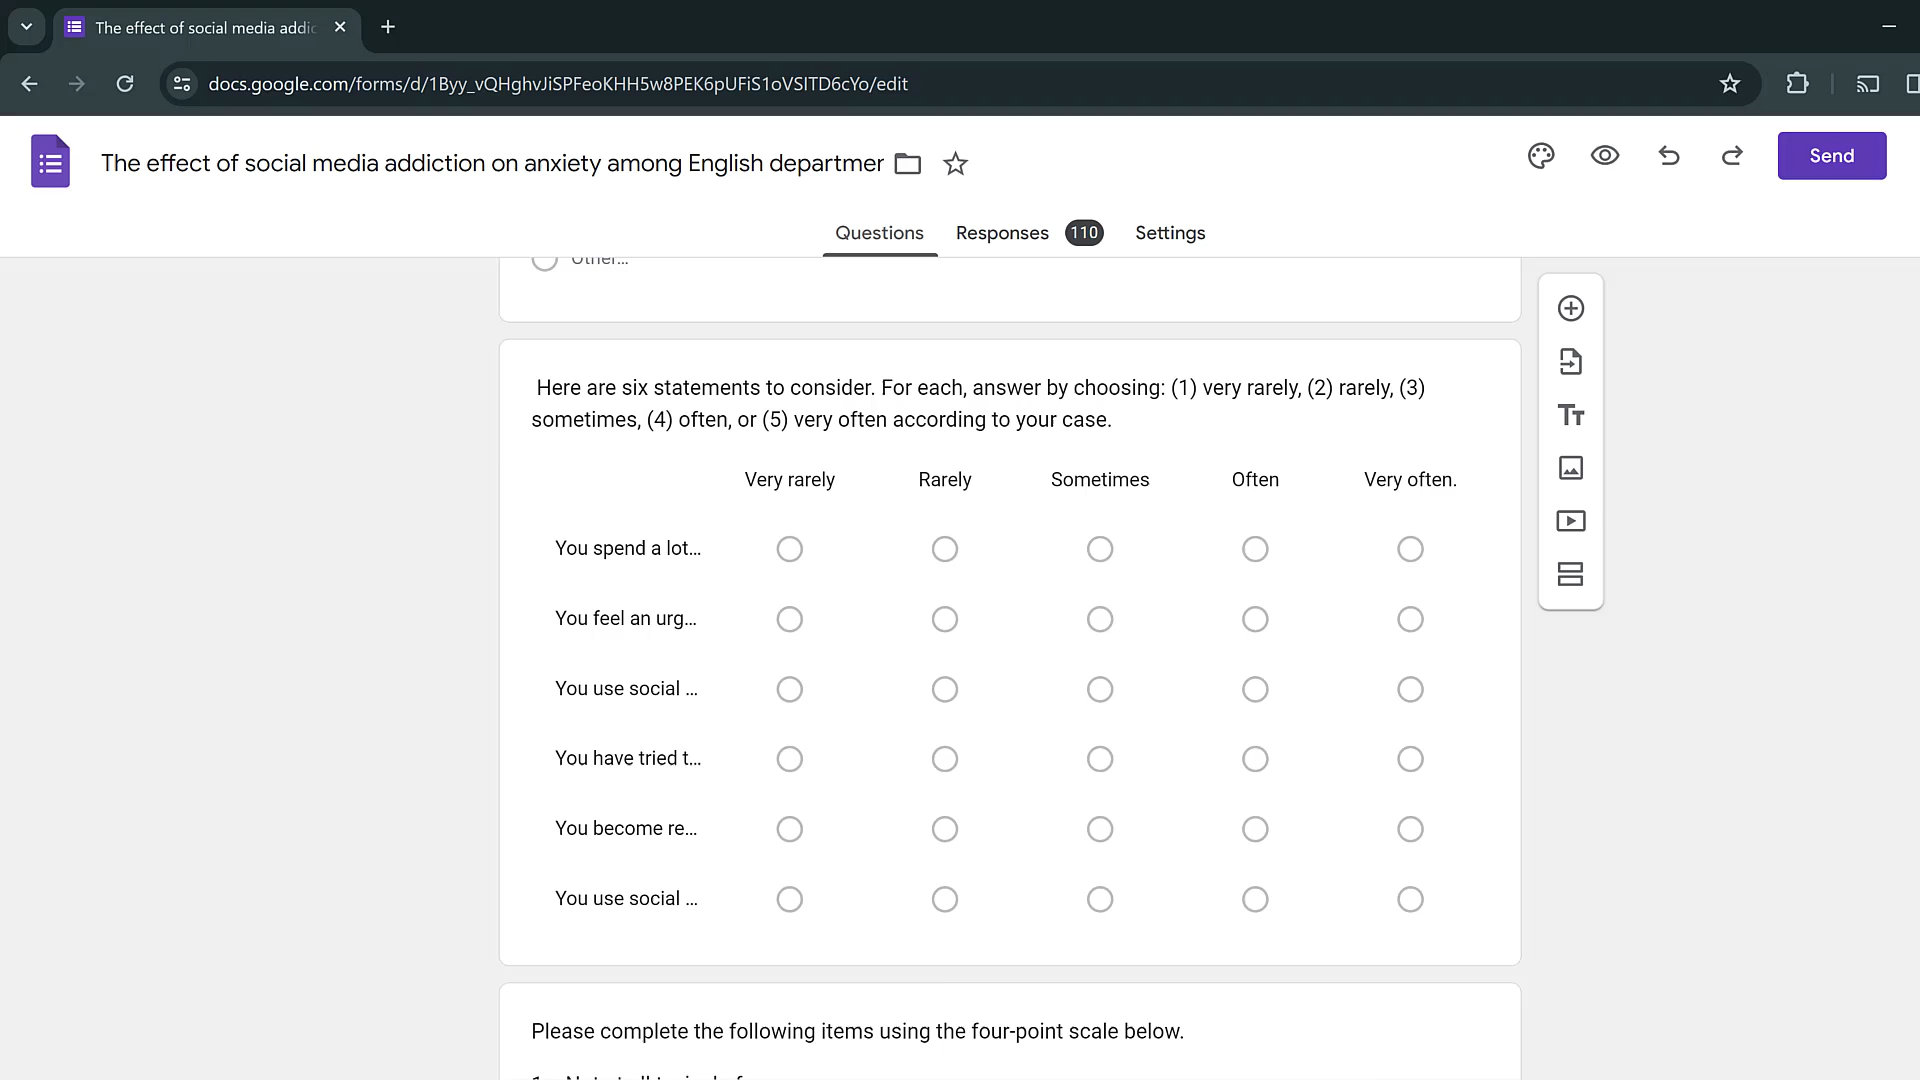 The effect of social media addic
docs.google.com/forms/d/1Byy_vQHghvJiSPFeoKHH5w8PEK6pUFiS1oVSITD6cYo/edit
The effect of social media addiction on anxiety among English departmer
Send
Questions Responses 110 Settings
Other...
Here are six statements to consider. For each, answer by choosing: (1) very rarely, (2) rarely, (3)
sometimes, (4) often, or (5) very often according to your case.
Very rarely Rarely Sometimes Often Very often.
You spend a lot...
You feel an urg...
You use social ...
You have tried t...
You become re...
You use social ...
Please complete the following items using the four-point scale below.